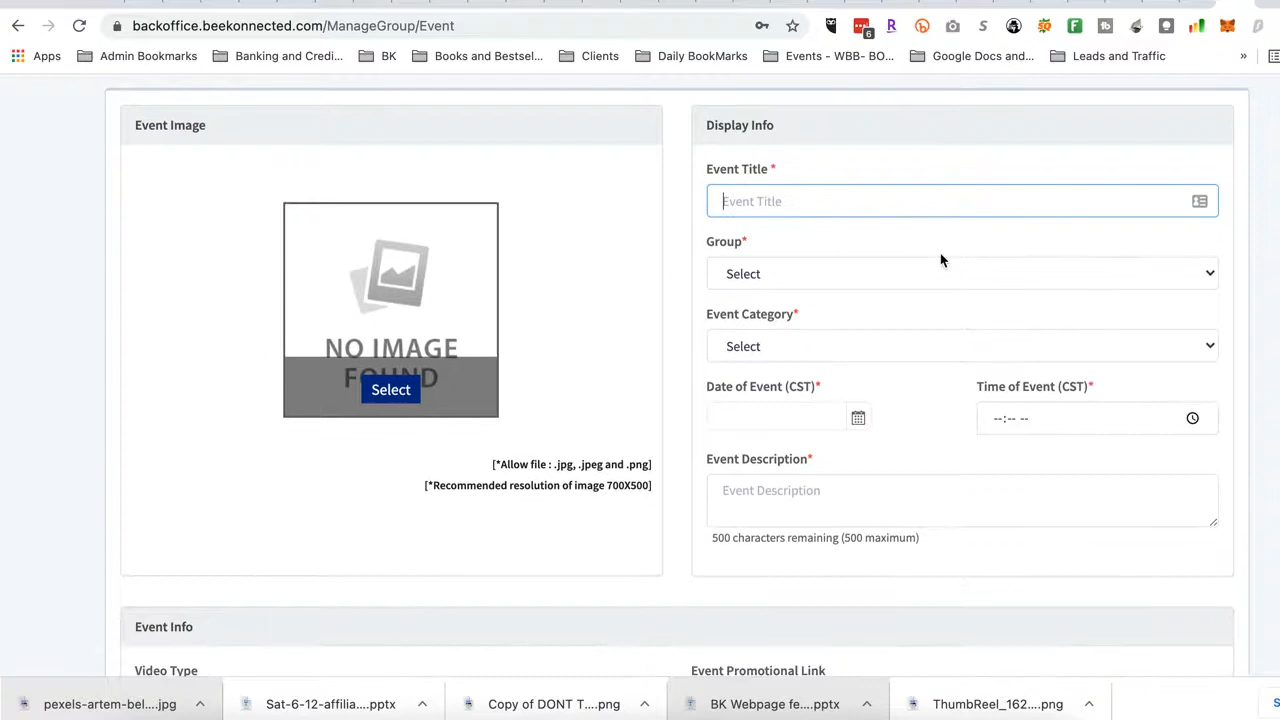 backoffice.beekonnected.com/ManageGroup/Event
6
Apps Admin Bookmarks Banking and Credi... BK Books and Bestsel... Clients Daily BookMarks Events - WBB- BO... Google Docs and... Leads and Traffic »
Event Image
NO IMAGE
FOUND
Select
[*Allow file : .jpg, .jpeg and .png]
[*Recommended resolution of image 700X500]
Display Info
Event Title *
Event Title
Group*
Select
Event Category*
Select
Date of Event (CST)* Time of Event (CST)*
--:-- --
Event Description*
Event Description
500 characters remaining (500 maximum)
Event Info
Video Type Event Promotional Link
pexels-artem-bel....jpg Sat-6-12-affilia....pptx Copy of DONT T....png BK Webpage fe....pptx ThumbReel_162....png S